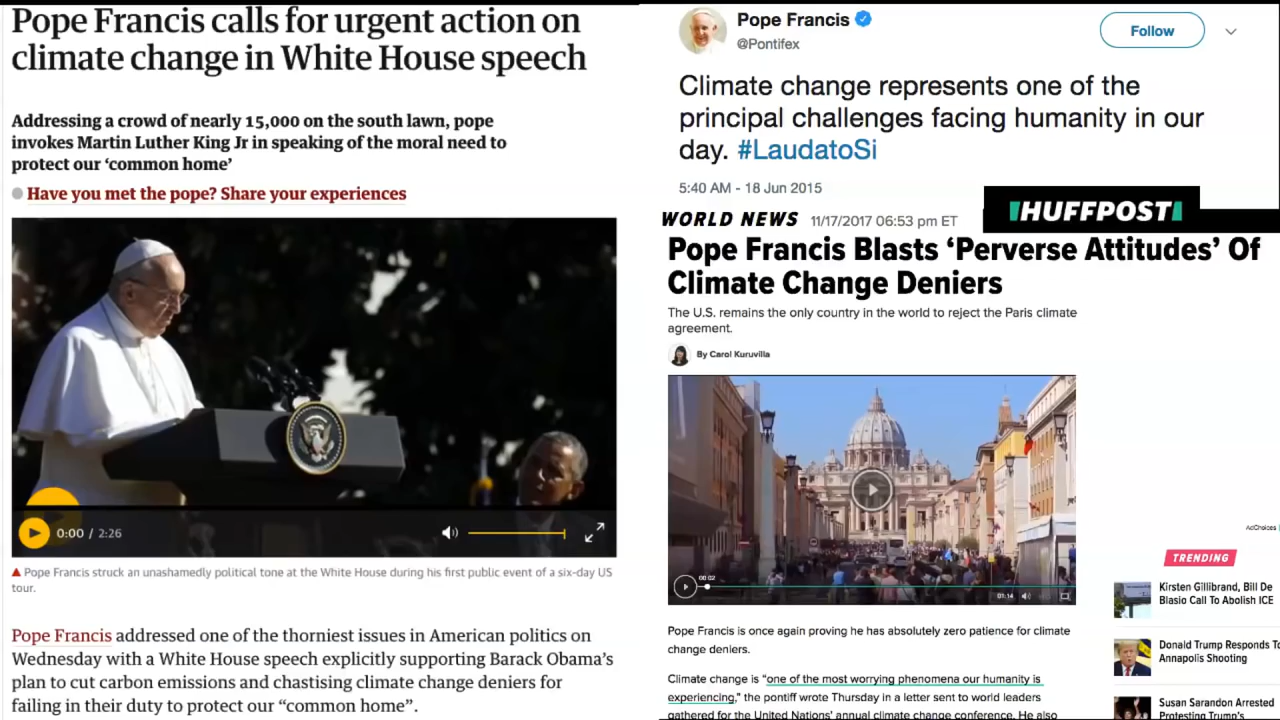 Pope Francis calls for urgent action on
climate change in White House speech
Addressing a crowd of nearly 15,000 on the south lawn, pope
invokes Martin Luther King Jr in speaking of the moral need to
protect our ‘common home’
Have you met the pope? Share your experiences
0:00 / 2:26
Pope Francis struck an unashamedly political tone at the White House during his first public event of a six-day US
tour.
Pope Francis addressed one of the thorniest issues in American politics on
Wednesday with a White House speech explicitly supporting Barack Obama’s
plan to cut carbon emissions and chastising climate change deniers for
failing in their duty to protect our “common home”.
Pope Francis
@Pontifex
Follow
Climate change represents one of the
principal challenges facing humanity in our
day. #LaudatoSi
5:40 AM - 18 Jun 2015
HUFFPOST
WORLD NEWS 11/17/2017 06:53 pm ET
Pope Francis Blasts ‘Perverse Attitudes’ Of
Climate Change Deniers
The U.S. remains the only country in the world to reject the Paris climate
agreement.
By Carol Kuruvilla
00:02
01:14
Pope Francis is once again proving he has absolutely zero patience for climate
change deniers.
Climate change is “one of the most worrying phenomena our humanity is
experiencing,” the pontiff wrote Thursday in a letter sent to world leaders
gathered for the United Nations’ annual climate change conference. He also
AdChoices
TRENDING
Kirsten Gillibrand, Bill De
Blasio Call To Abolish ICE
Donald Trump Responds To
Annapolis Shooting
Susan Sarandon Arrested
Protesting Trump’s